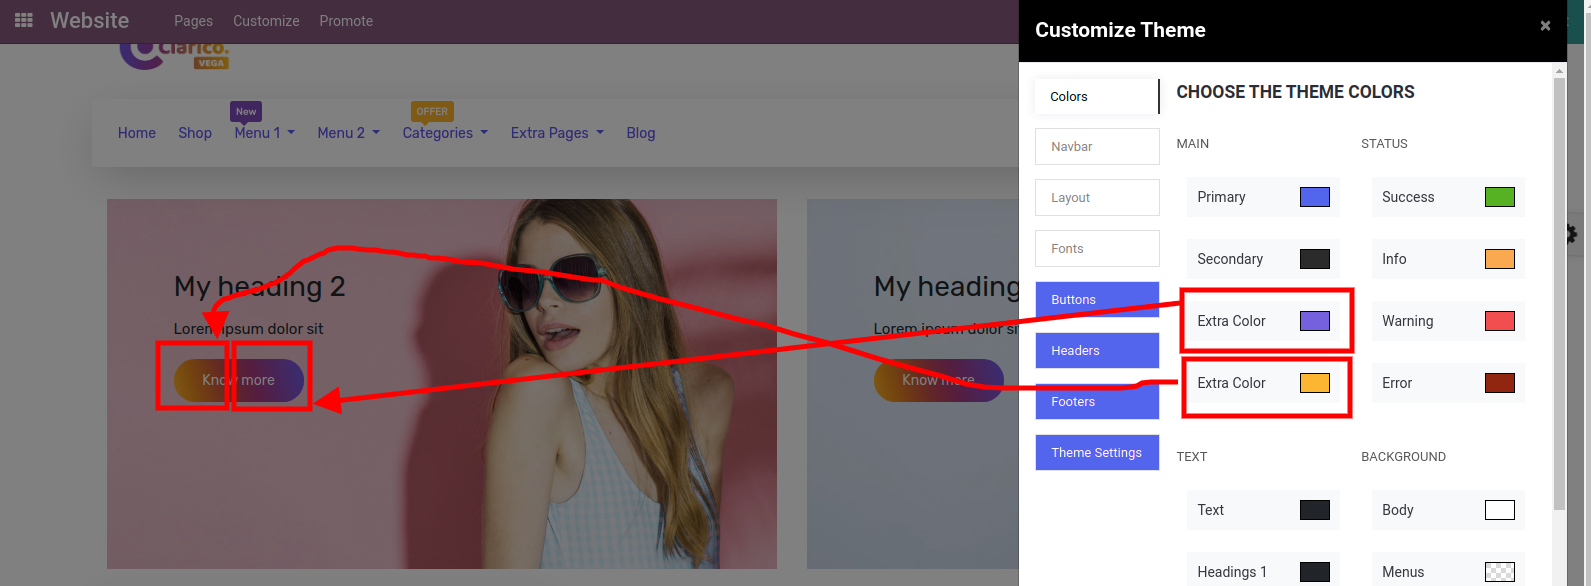 Website
Pages Customize Promote
Clarico.
VEGA
New
OFFER
Home Shop Menu 1 Menu 2 Categories Extra Pages Blog
My heading 2
Lorem ipsum dolor sit
Know more
My heading
Lorem ipsum dolor si
Know more
Customize Theme
×
Colors
Navbar
Layout
Fonts
Buttons
Headers
Footers
Theme Settings
CHOOSE THE THEME COLORS
MAIN
Primary
Secondary
Extra Color
Extra Color
STATUS
Success
Info
Warning
Error
TEXT
Text
Headings 1
BACKGROUND
Body
Menus